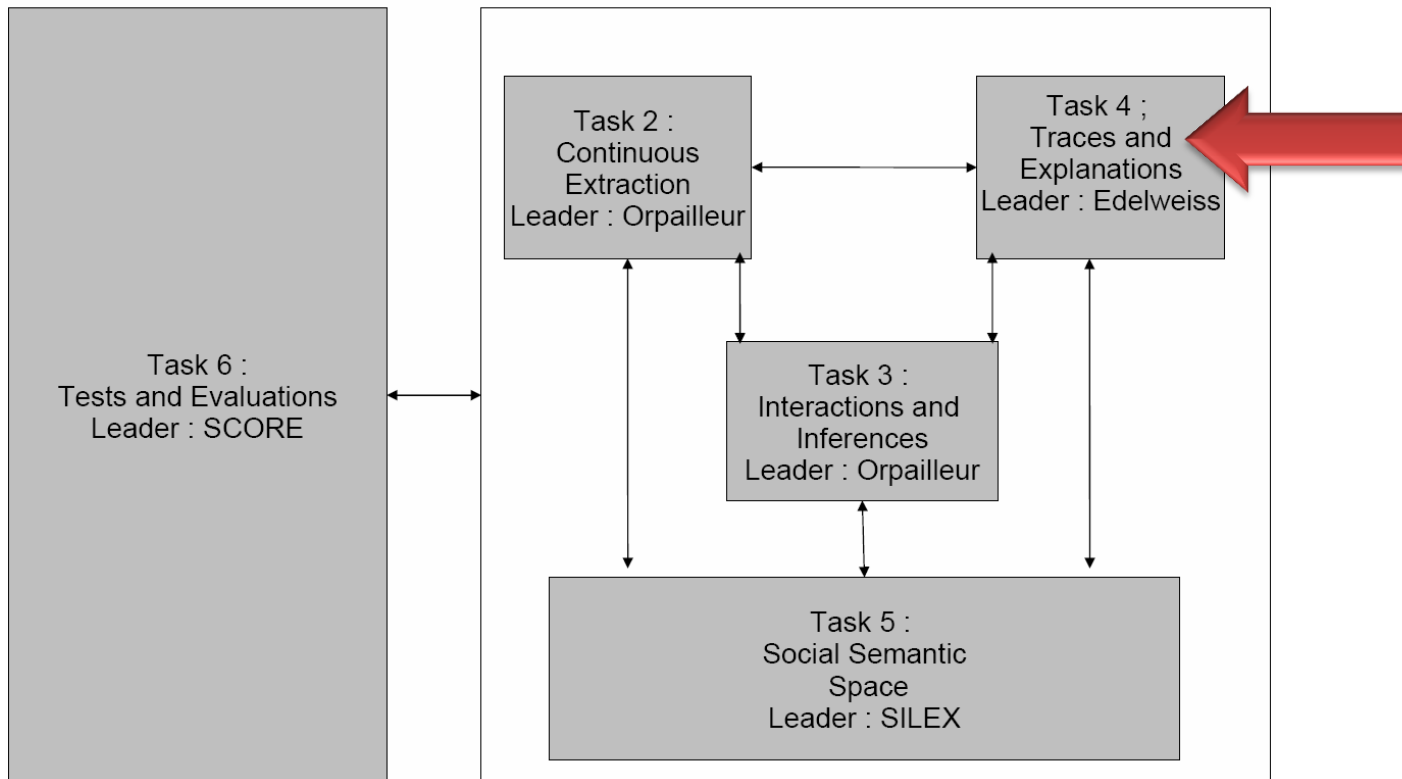 Task 6 :
Tests and Evaluations
Leader : SCORE
Task 2 :
Continuous
Extraction
Leader : Orpailleur
Task 4 ;
Traces and
Explanations
Leader : Edelweiss
Task 3 :
Interactions and
Inferences
Leader : Orpailleur
Task 5 :
Social Semantic
Space
Leader : SILEX